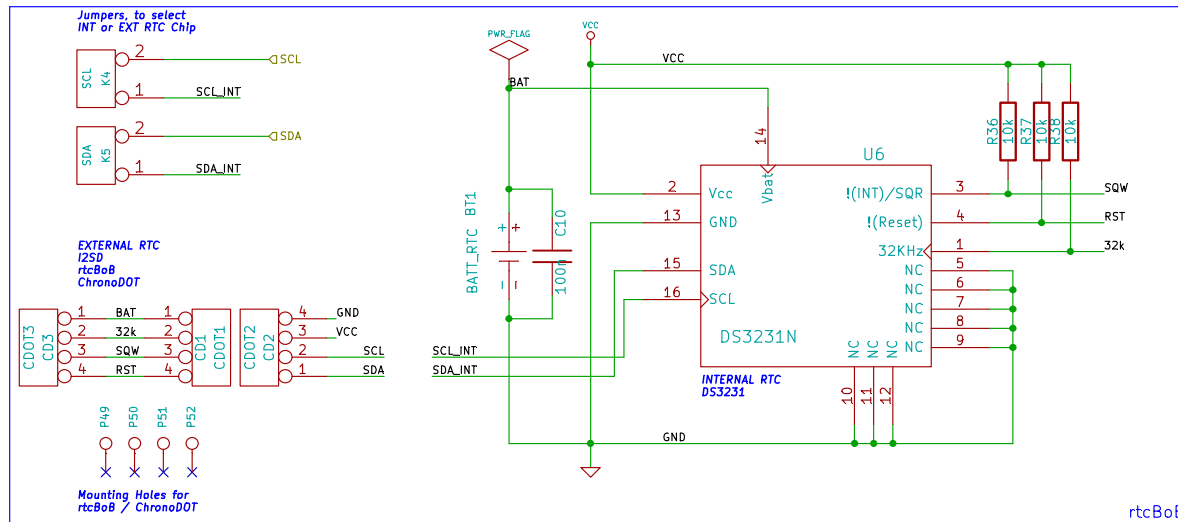 Jumpers, to select
INT or EXT RTC Chip
SCL
K4
2
SCL
1
SCL_INT
SDA
K5
2
SDA
1
SDA_INT
EXTERNAL RTC
I2SD
rtcBoB
ChronoDOT
CDOT3
CD3
1
BAT
1
2
32k
2
3
SQW
3
4
RST
4
CD1
CDOT1
CDOT2
CD2
4
GND
3
VCC
2
SCL
1
SDA
P49
P50
P51
P52
Mounting Holes for
rtcBoB / ChronoDOT
PWR_FLAG
BAT
VCC
VCC
BATT_RTC BT1
+ +
C10
100n
14
Vbat
U6
2
Vcc
13
GND
15
SDA
16
SCL
DS3231N
!(INT)/SQR
3
SQW
!(Reset)
4
RST
32KHz
1
32k
NC
5
NC
6
NC
7
NC
8
NC
9
NC
NC
NC
10
11
12
R36
10k
R37
10k
R38
10k
SCL_INT
SDA_INT
INTERNAL RTC
DS3231
GND
rtcBoB